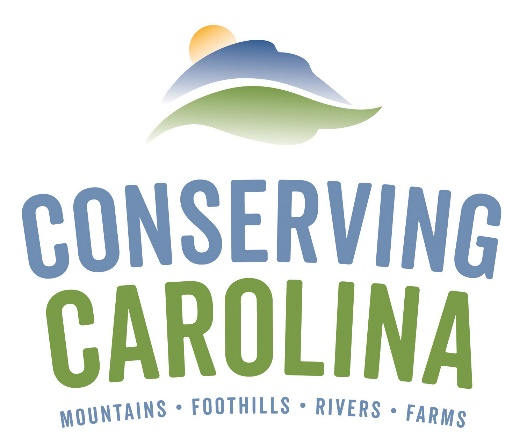 CONSERVING
CAROLINA
MOUNTAINS • FOOTHILLS • RIVERS • FARMS